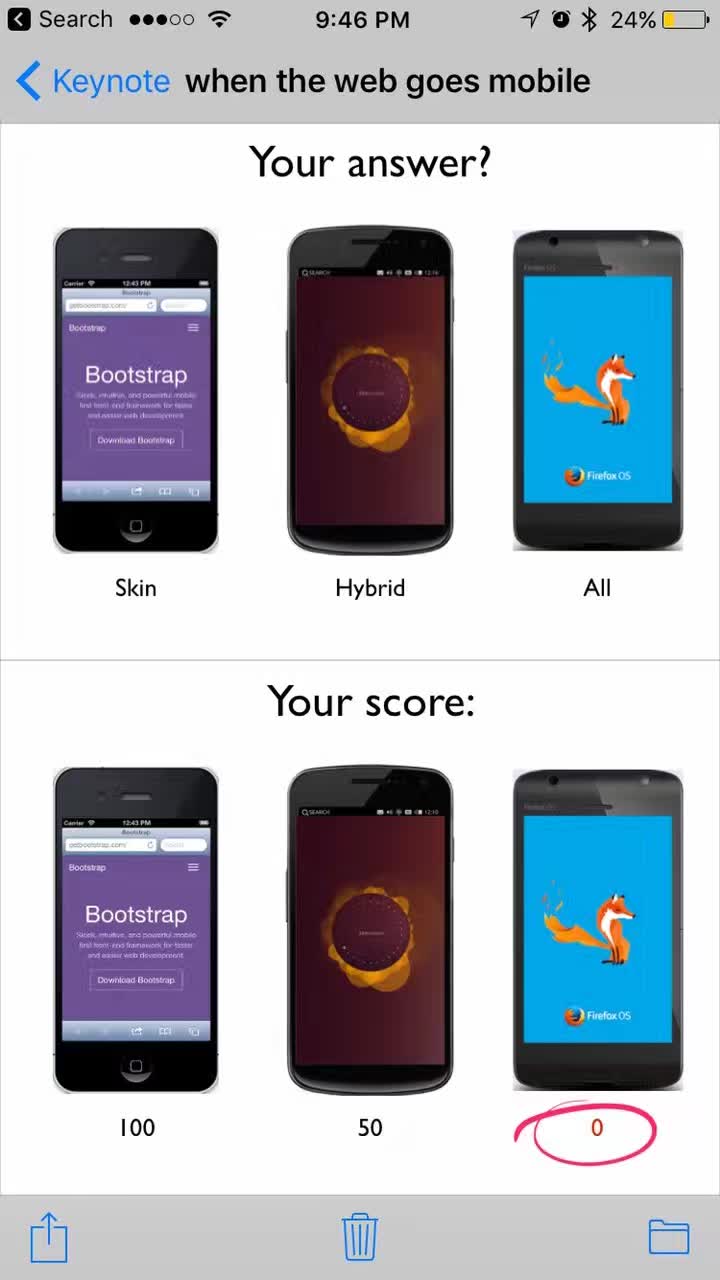 Search 9:46 PM 24%
Keynote when the web goes mobile
Your answer?
Carrier 12:43 PM
Bootstrap
getbootstrap.com/
Bootstrap
Bootstrap
Sleek, intuitive, and powerful mobile
first front-end framework for faster
and easier web development.
Download Bootstrap
SEARCH 12:16
Firefox OS
Firefox OS
Skin Hybrid All
Your score:
Carrier 12:43 PM
Bootstrap
getbootstrap.com/
Bootstrap
Bootstrap
Sleek, intuitive, and powerful mobile
first front-end framework for faster
and easier web development.
Download Bootstrap
SEARCH
Firefox OS
Firefox OS
100 50 0